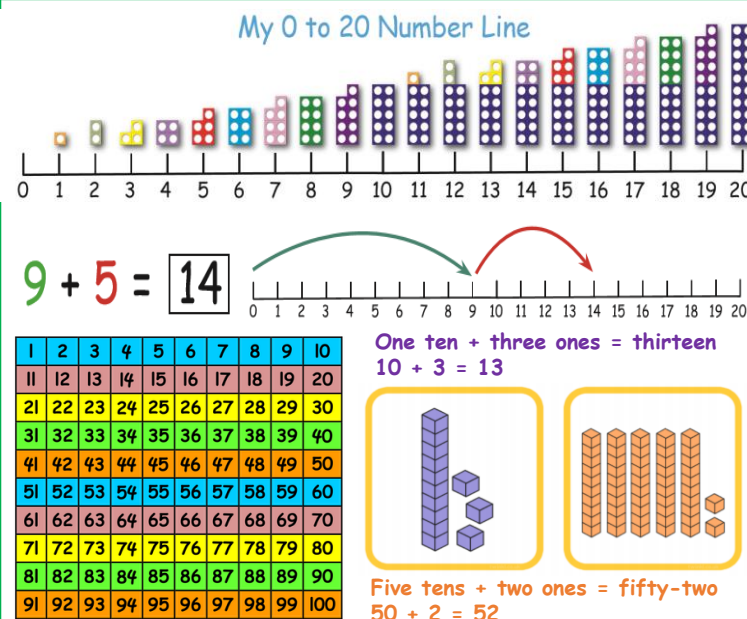 My 0 to 20 Number Line
0 1 2 3 4 5 6 7 8 9 10 11 12 13 14 15 16 17 18 19 20
9 + 5 = 14
0 1 2 3 4 5 6 7 8 9 10 11 12 13 14 15 16 17 18 19 20
1 2 3 4 5 6 7 8 9 10
11 12 13 14 15 16 17 18 19 20
21 22 23 24 25 26 27 28 29 30
31 32 33 34 35 36 37 38 39 40
41 42 43 44 45 46 47 48 49 50
51 52 53 54 55 56 57 58 59 60
61 62 63 64 65 66 67 68 69 70
71 72 73 74 75 76 77 78 79 80
81 82 83 84 85 86 87 88 89 90
91 92 93 94 95 96 97 98 99 100
One ten + three ones = thirteen
10 + 3 = 13
Five tens + two ones = fifty-two
50 + 2 = 52